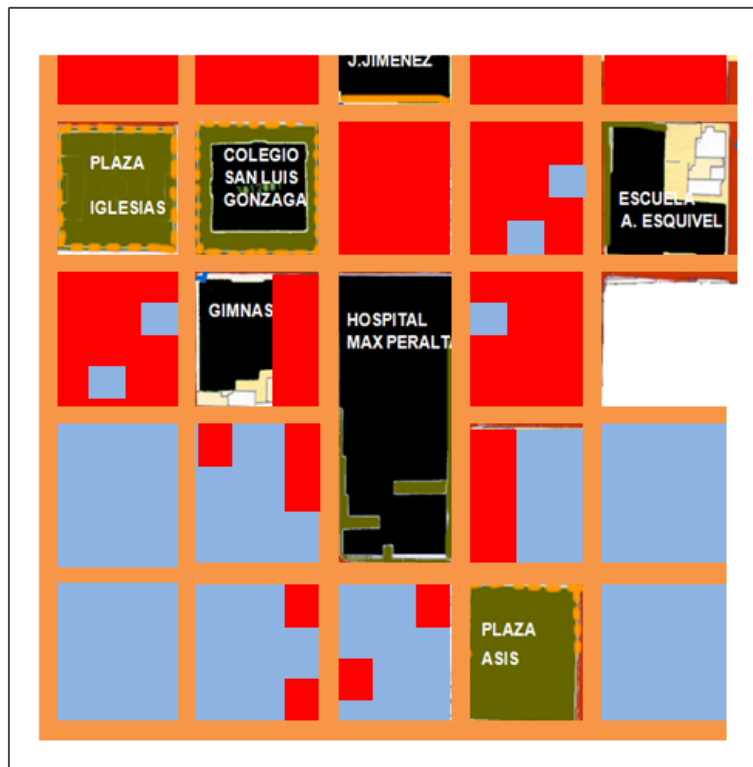 J.JIMENEZ
PLAZA
IGLESIAS
COLEGIO
SAN LUIS
GONZAGA
ESCUELA
A. ESQUIVEL
GIMNAS
HOSPITAL
MAX PERALTA
PLAZA
ASIS